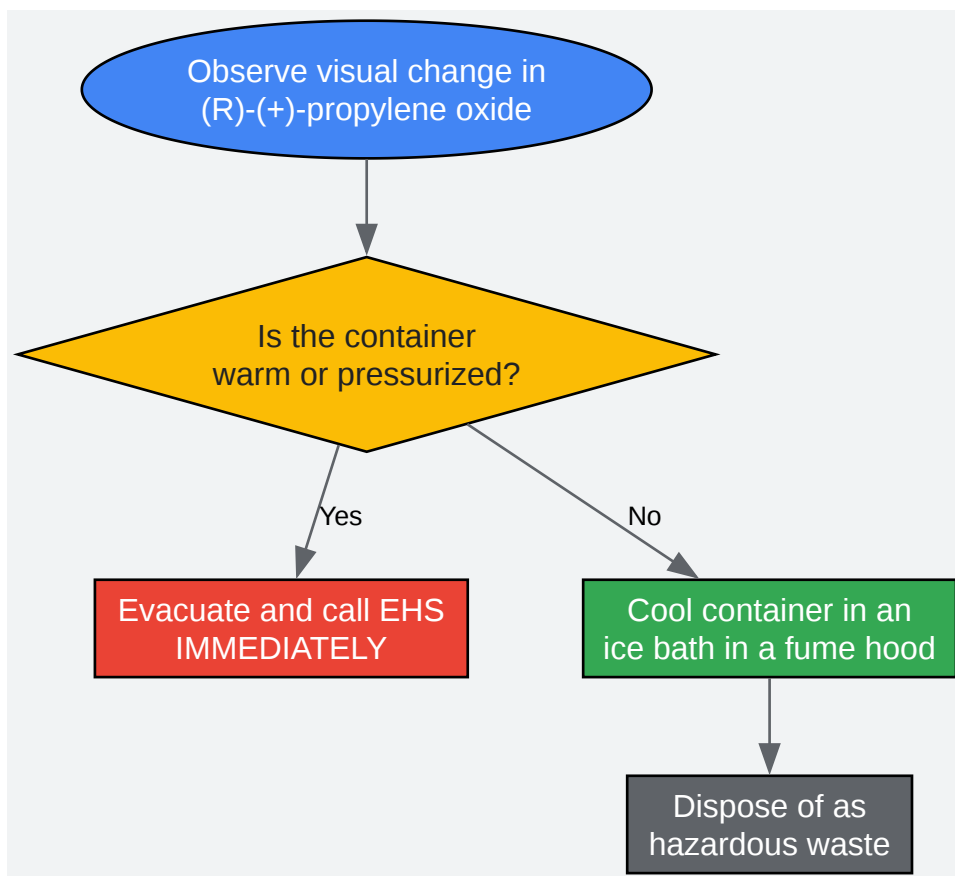 Observe visual change in
(R)-(+)-propylene oxide
Is the container
warm or pressurized?
Yes
No
Evacuate and call EHS
IMMEDIATELY
Cool container in an
ice bath in a fume hood
Dispose of as
hazardous waste